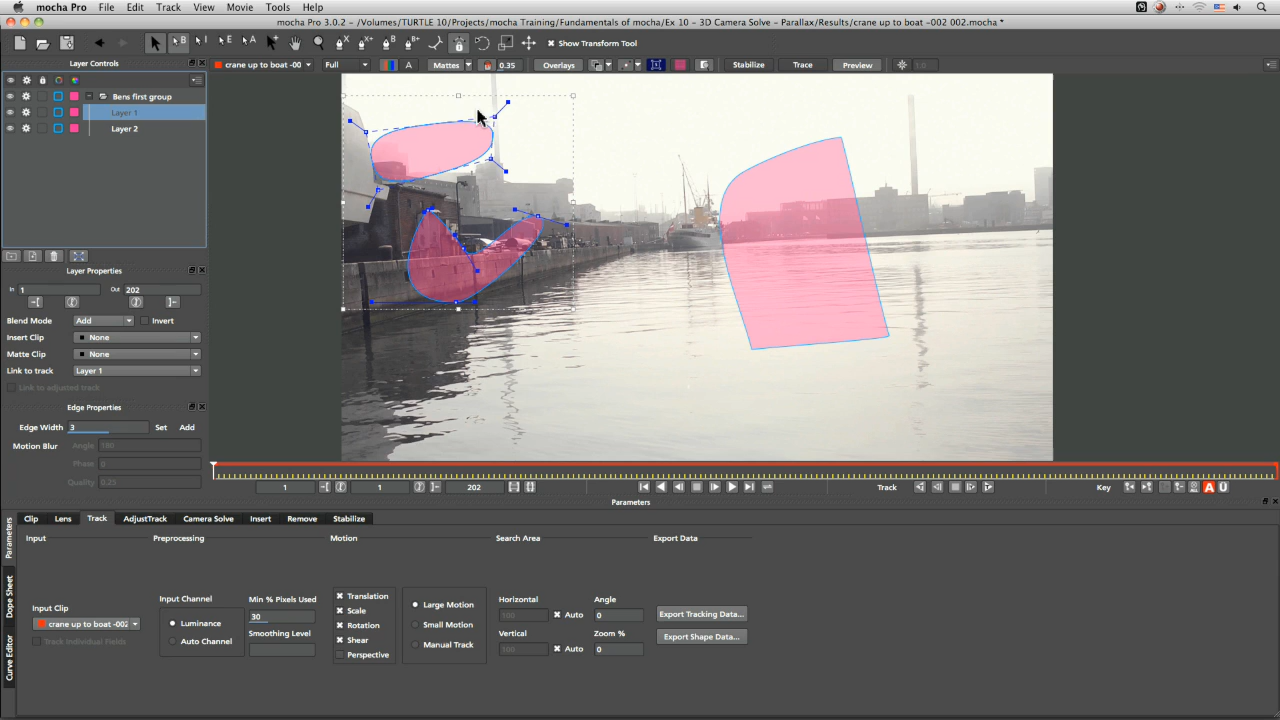 mocha Pro File Edit Track View Movie Tools Help
mocha Pro 3.0.2 - /Volumes/TURTLE 10/Projects/mocha Training/Fundamentals of mocha/Ex 10 - 3D Camera Solve - Parallax/Results/crane up to boat -002 002.mocha *
Show Transform Tool
Layer Controls
crane up to boat -00 Full A Mattes 0.35 Overlays Stabilize Trace Preview 1.0
Bens first group
Layer 1
Layer 2
Layer Properties
In 1 Out 202
Blend Mode Add Invert
Insert Clip None
Matte Clip None
Link to track Layer 1
Link to adjusted track
Edge Properties
Edge Width 3 Set Add
Motion Blur Angle 180
Phase 0
Quality 0.25
1 1 202 Track Key A
Parameters
Clip Lens Track AdjustTrack Camera Solve Insert Remove Stabilize
Parameters
Dope Sheet
Curve Editor
Input Preprocessing Motion Search Area Export Data
Input Clip
crane up to boat -002
Track Individual Fields
Input Channel
Luminance
Auto Channel
Min % Pixels Used
30
Smoothing Level
Translation
Scale
Rotation
Shear
Perspective
Large Motion
Small Motion
Manual Track
Horizontal Angle
100 Auto 0
Vertical Zoom %
100 Auto 0
Export Tracking Data...
Export Shape Data...